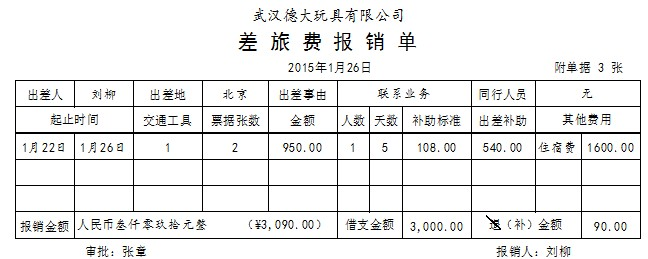 武汉德大玩具有限公司
差旅费报销单
2015年1月26日 附单据 3 张
出差人 刘柳 出差地 北京 出差事由 联系业务 同行人员 无
起止时间 交通工具 票据张数 金额 人数 天数 补助标准 出差补助 其他费用
1月22日 1月26日 1 2 950.00 1 5 108.00 540.00 住宿费 1600.00
报销金额 人民币叁仟零玖拾元整 (¥3,090.00) 借支金额 3,000.00 退(补)金额 90.00
审批:张章 报销人:刘柳